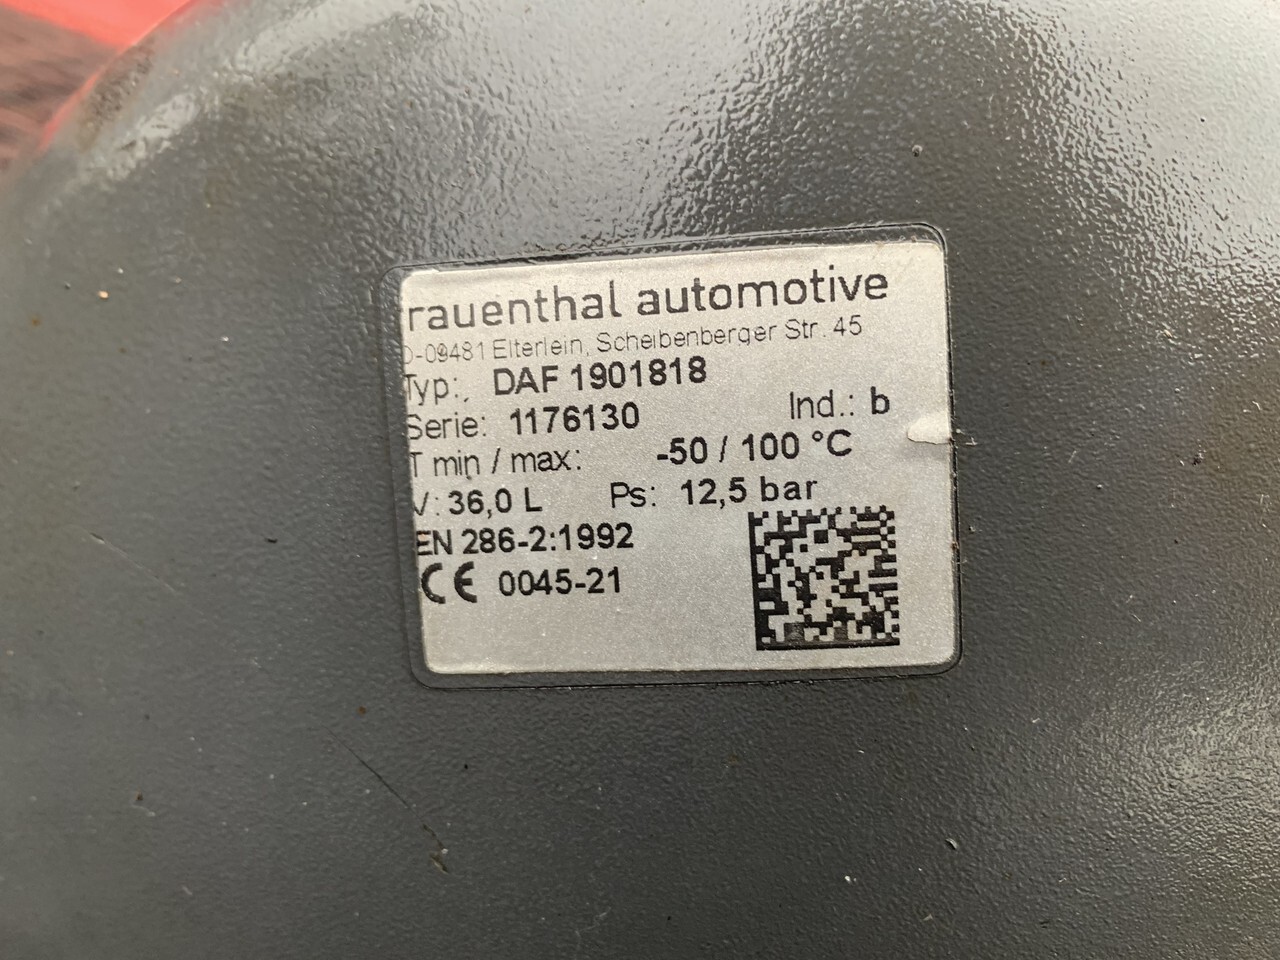 rauenthal automotive
D-09481 Elterlein, Scheibenberger Str. 45
Typ: DAF 1901818
Serie: 1176130 Ind.: b
T min / max: -50 / 100 °C
V: 36,0 L Ps: 12,5 bar
EN 286-2:1992
CE 0045-21